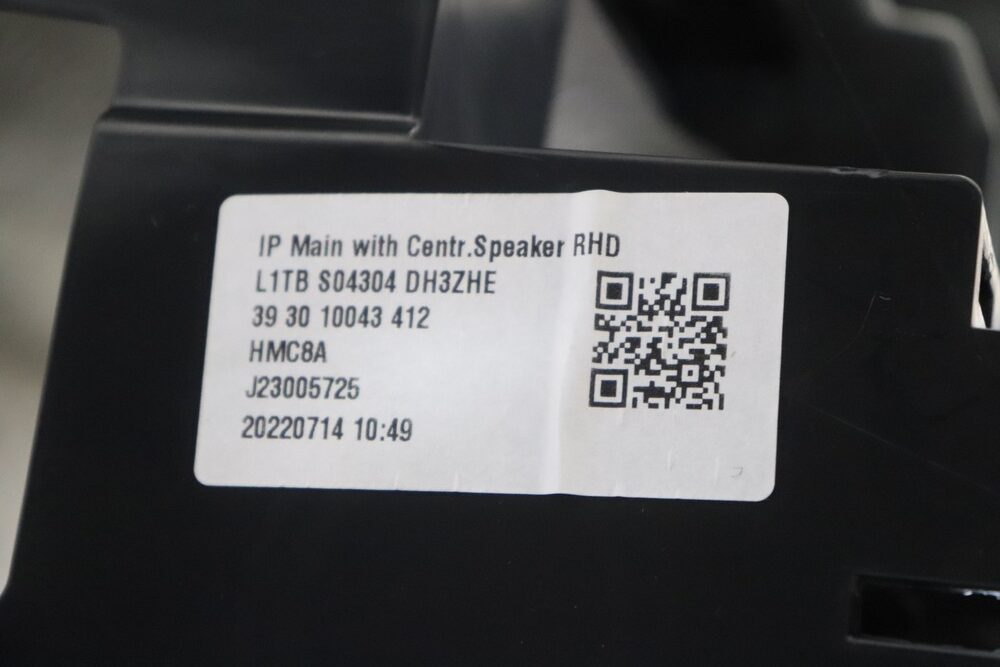 IP Main with Centr.Speaker RHD
L1TB S04304 DH3ZHE
39 30 10043 412
HMC8A
J23005725
20220714 10:49